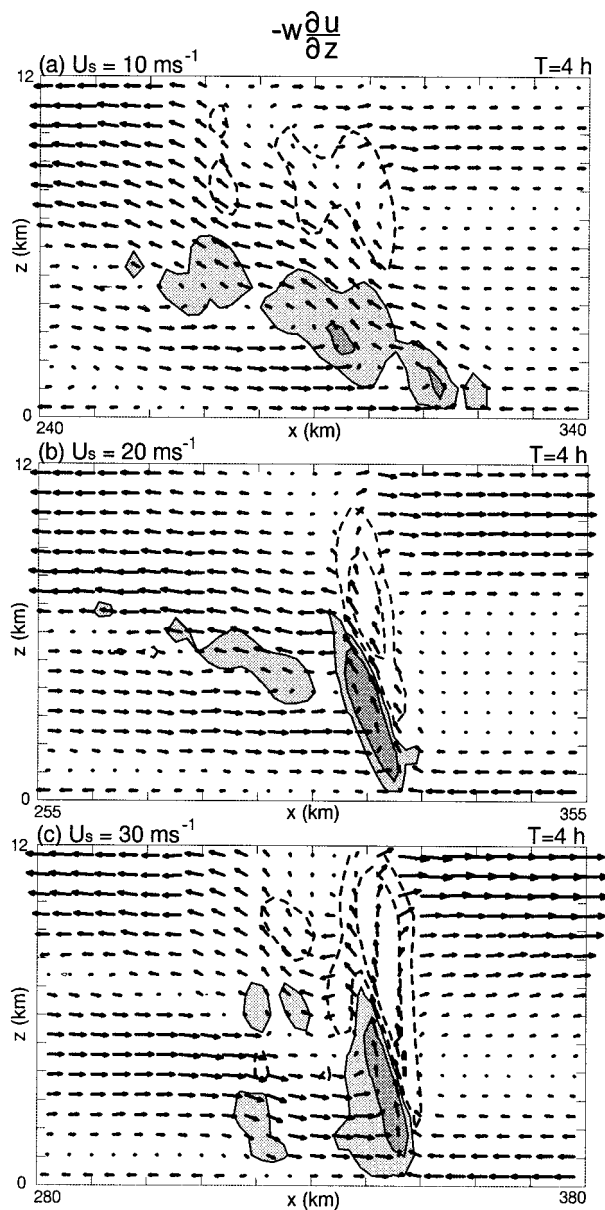 -w ∂u/∂z
(a) Us = 10 ms⁻¹ T=4 h
12
z (km)
0
240 x (km) 340
(b) Us = 20 ms⁻¹ T=4 h
12
z (km)
0
255 x (km) 355
(c) Us = 30 ms⁻¹ T=4 h
12
z (km)
0
280 x (km) 380